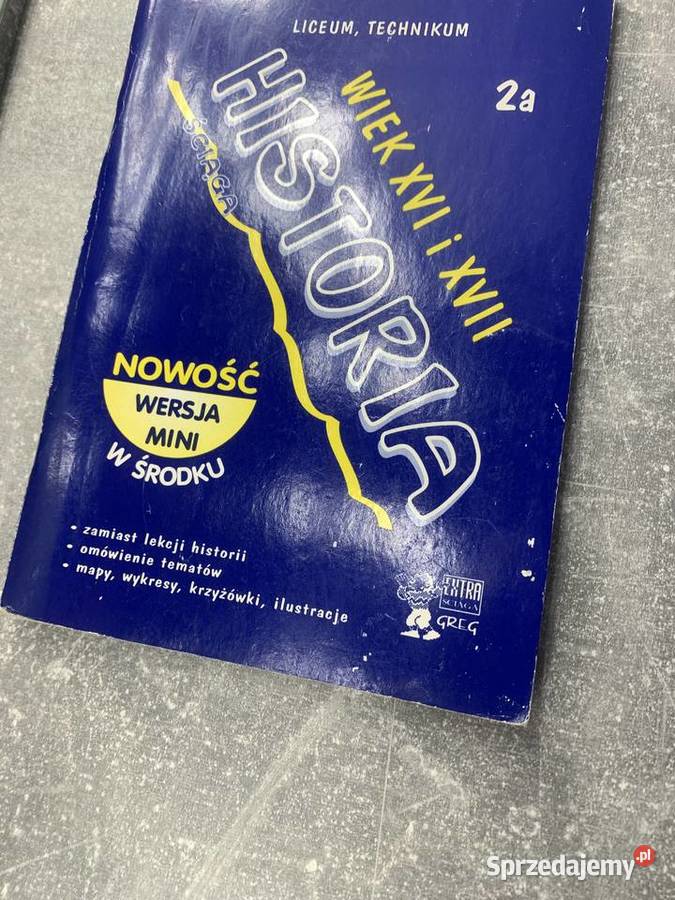 LICEUM, TECHNIKUM
2a
WIEK XVI i XVII
HISTORIA
ŚCIĄGA
NOWOŚĆ
WERSJA
MINI
W ŚRODKU
• zamiast lekcji historii
• omówienie tematów
• mapy, wykresy, krzyżówki, ilustracje
EXTRA
ŚCIĄGA
GREG
Sprzedajemy.pl